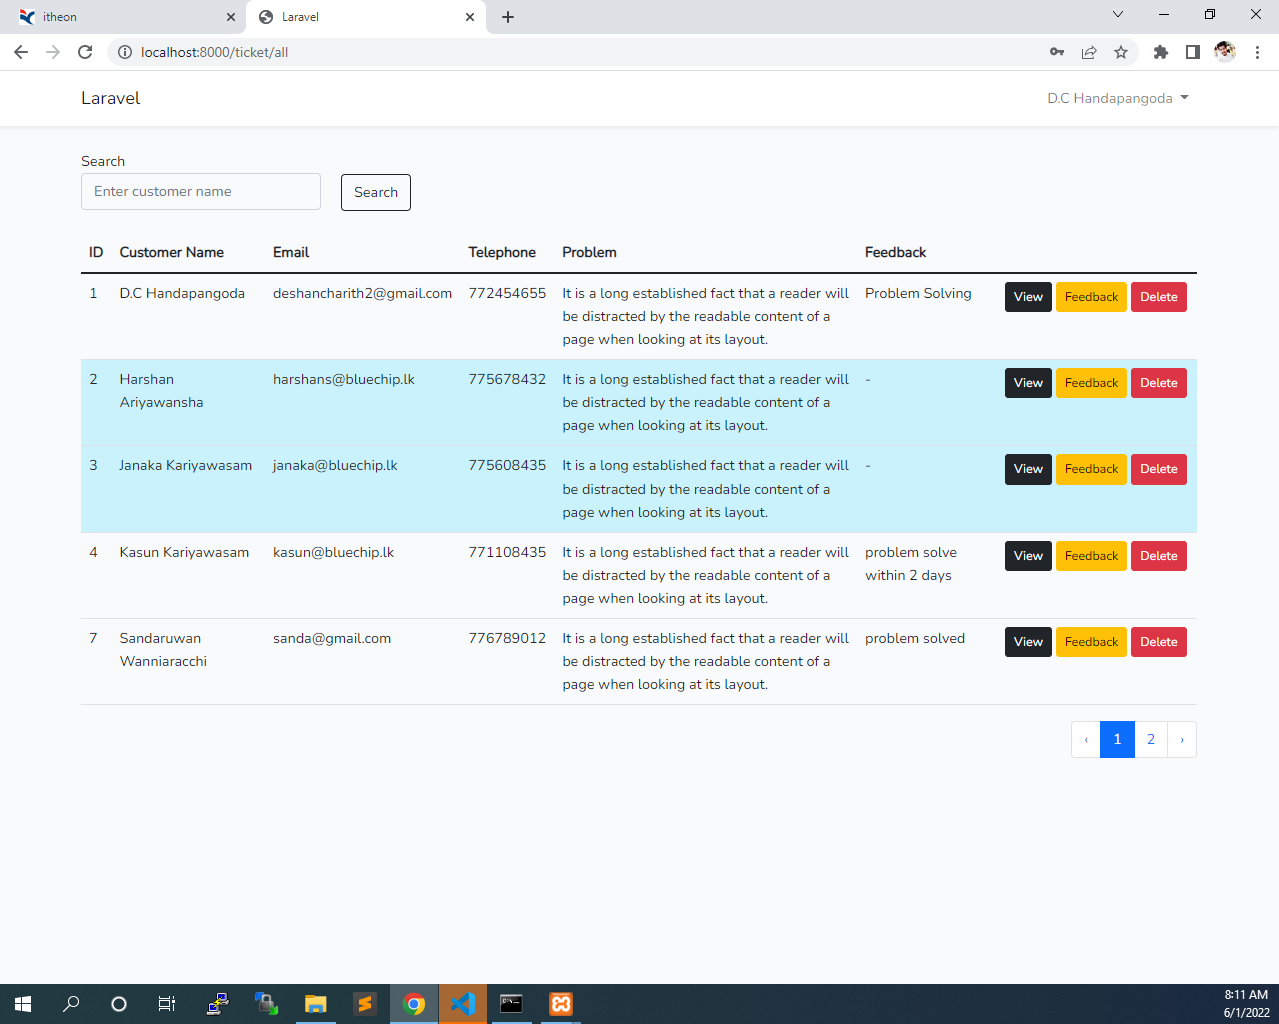 itheon
Laravel
localhost:8000/ticket/all
Laravel
D.C Handapangoda
Search
Enter customer name
Search
ID Customer Name Email Telephone Problem Feedback
1 D.C Handapangoda deshancharith2@gmail.com 772454655 It is a long established fact that a reader will Problem Solving View Feedback Delete
be distracted by the readable content of a
page when looking at its layout.
2 Harshan harshans@bluechip.lk 775678432 It is a long established fact that a reader will - View Feedback Delete
Ariyawansha be distracted by the readable content of a
page when looking at its layout.
3 Janaka Kariyawasam janaka@bluechip.lk 775608435 It is a long established fact that a reader will - View Feedback Delete
be distracted by the readable content of a
page when looking at its layout.
4 Kasun Kariyawasam kasun@bluechip.lk 771108435 It is a long established fact that a reader will problem solve View Feedback Delete
be distracted by the readable content of a within 2 days
page when looking at its layout.
7 Sandaruwan sanda@gmail.com 776789012 It is a long established fact that a reader will problem solved View Feedback Delete
Wanniaracchi be distracted by the readable content of a
page when looking at its layout.
‹ 1 2 ›
8:11 AM
6/1/2022